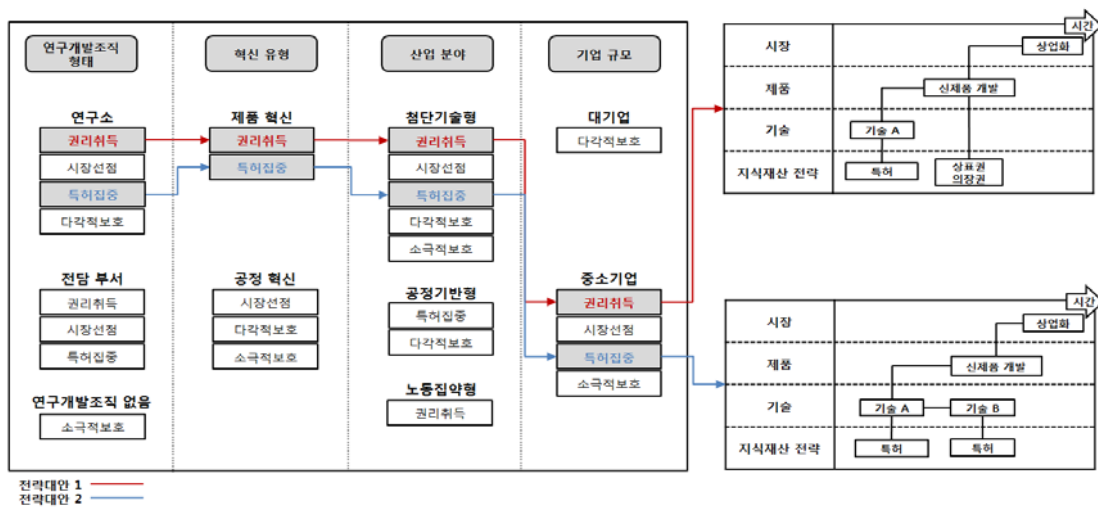 연구개발조직
형태
연구소
권리취득
시장선점
특허집중
다각적보호
전담 부서
권리취득
시장선점
특허집중
연구개발조직 없음
소극적보호
혁신 유형
제품 혁신
권리취득
특허집중
공정 혁신
시장선점
다각적보호
소극적보호
산업 분야
첨단기술형
권리취득
시장선점
특허집중
다각적보호
소극적보호
공정기반형
특허집중
다각적보호
노동집약형
권리취득
기업 규모
대기업
다각적보호
중소기업
권리취득
시장선점
특허집중
소극적보호
시간
시장
상업화
제품
신제품 개발
기술
기술 A
지식재산 전략
특허
상표권
의장권
시간
시장
상업화
제품
신제품 개발
기술
기술 A
기술 B
지식재산 전략
특허
특허
전략대안 1
전략대안 2